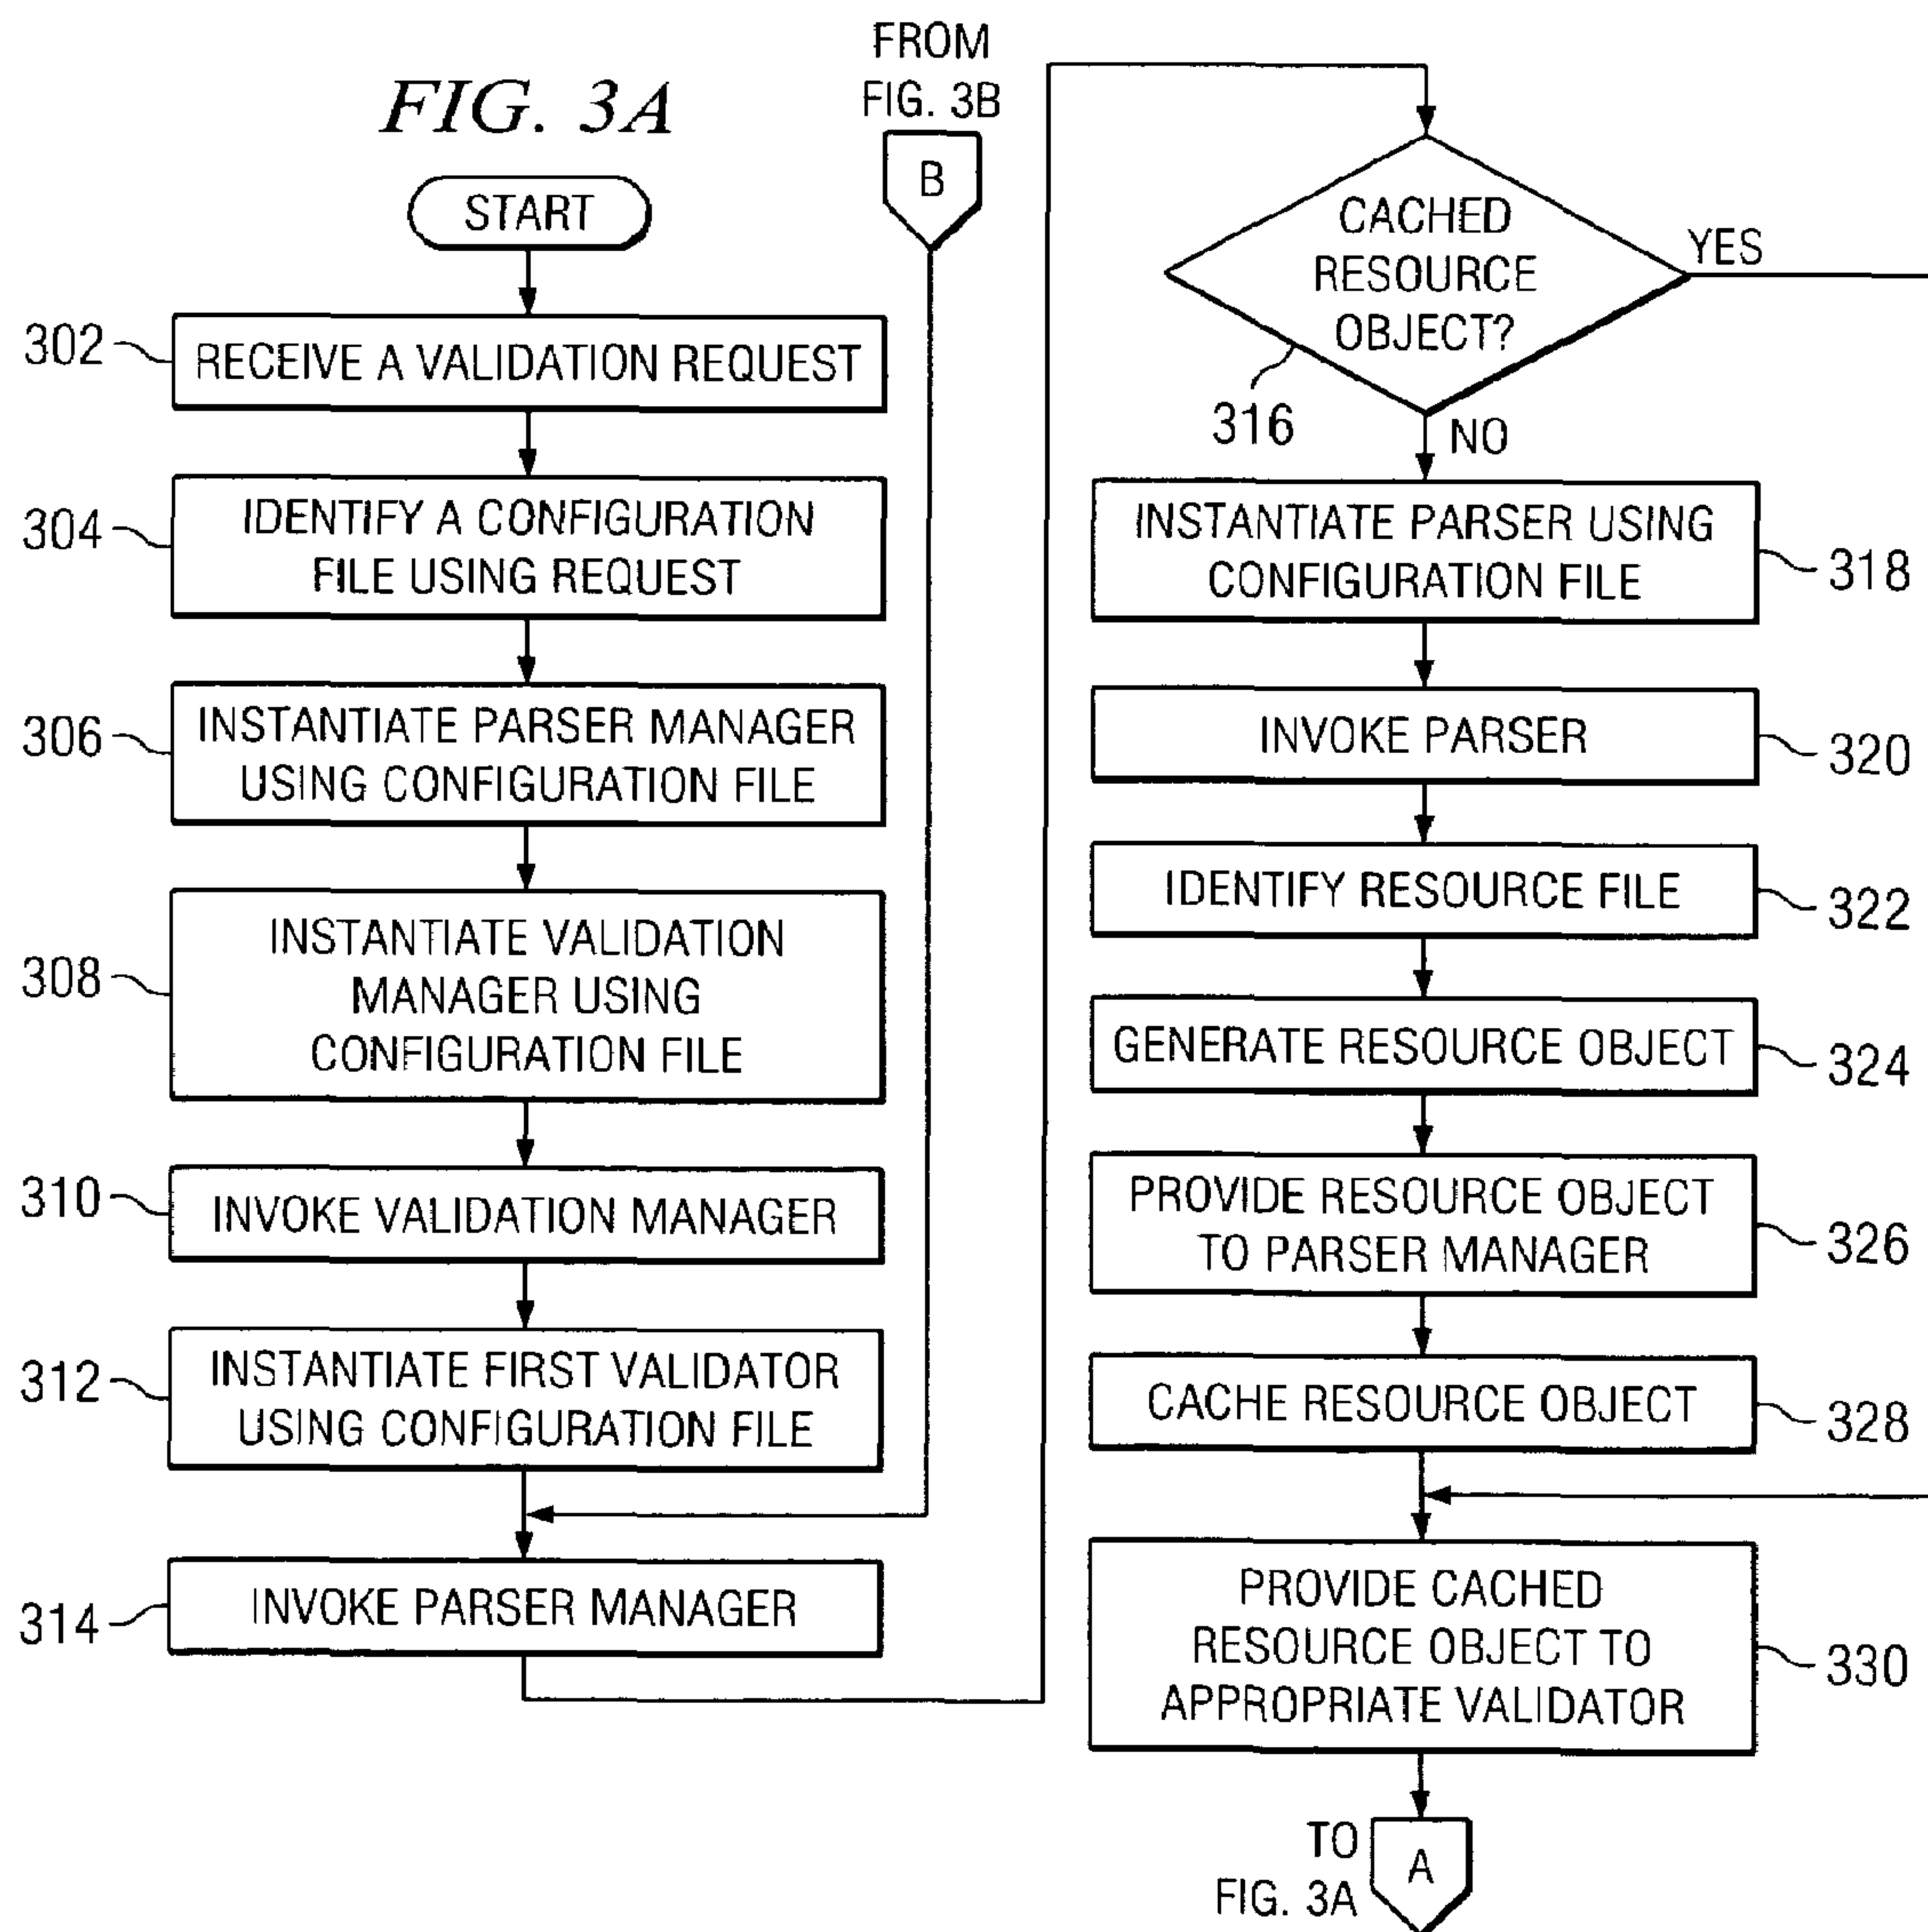 FIG. 3A
START
302
RECEIVE A VALIDATION REQUEST
304
IDENTIFY A CONFIGURATION
FILE USING REQUEST
306
INSTANTIATE PARSER MANAGER
USING CONFIGURATION FILE
308
INSTANTIATE VALIDATION
MANAGER USING
CONFIGURATION FILE
310
INVOKE VALIDATION MANAGER
312
INSTANTIATE FIRST VALIDATOR
USING CONFIGURATION FILE
314
INVOKE PARSER MANAGER
FROM
FIG. 3B
B
CACHED
RESOURCE
OBJECT?
YES
316
NO
INSTANTIATE PARSER USING
CONFIGURATION FILE
318
INVOKE PARSER
320
IDENTIFY RESOURCE FILE
322
GENERATE RESOURCE OBJECT
324
PROVIDE RESOURCE OBJECT
TO PARSER MANAGER
326
CACHE RESOURCE OBJECT
328
PROVIDE CACHED
RESOURCE OBJECT TO
APPROPRIATE VALIDATOR
330
TO
FIG. 3A
A